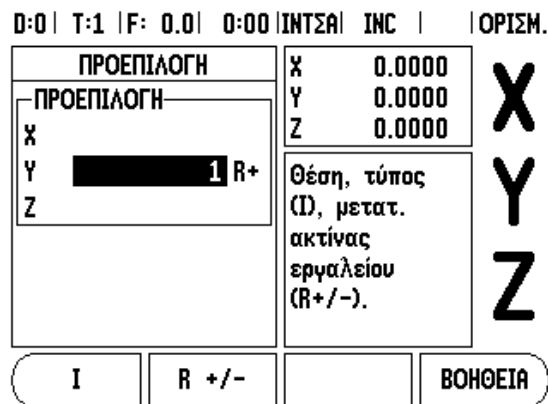 D:0 | T:1 | F: 0.0 | 0:00 | ΙΝΤΣΑ | INC | | ΟΡΙΣΜ.
ΠΡΟΕΠΙΛΟΓΗ
ΠΡΟΕΠΙΛΟΓΗ
X
Y 1 R+
Z
X 0.0000
Y 0.0000
Z 0.0000
Θέση, τύπος
(I), μετατ.
ακτίνας
εργαλείου
(R+/-).
X
Y
Z
I
R +/-
ΒΟΗΘΕΙΑ